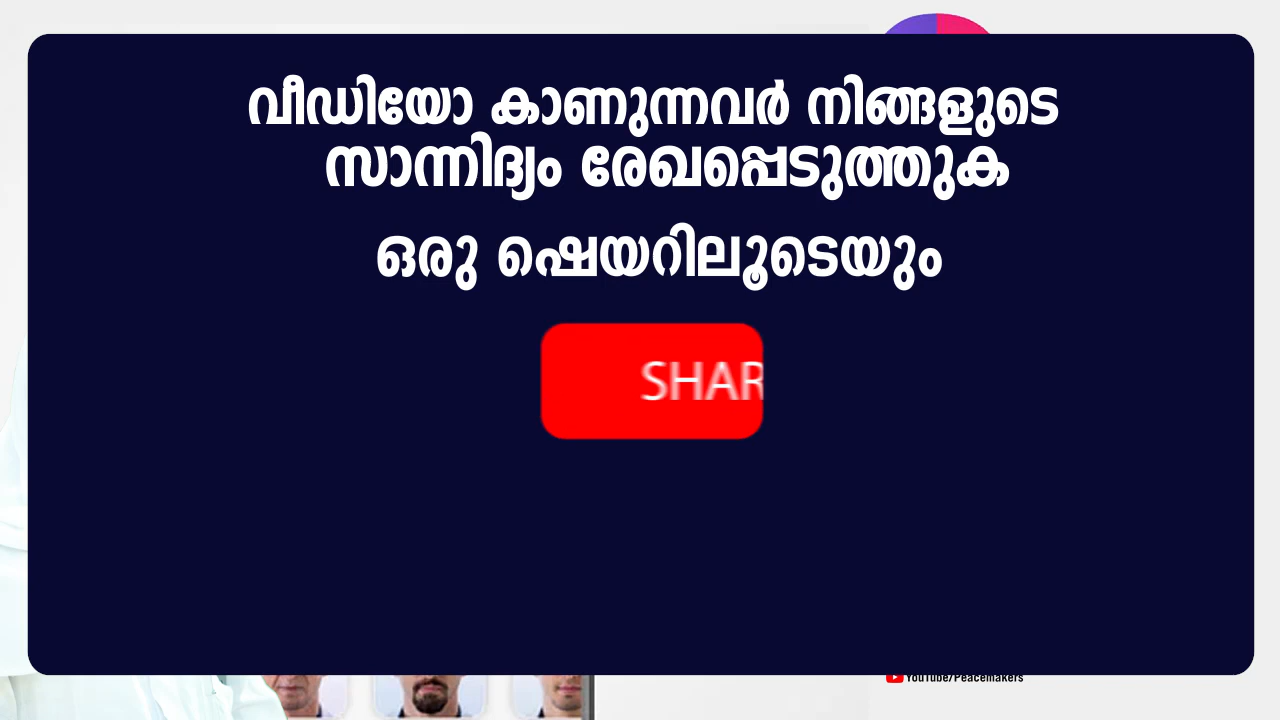 വീഡിയോ കാണുന്നവർ നിങ്ങളുടെ
സാന്നിദ്യം രേഖപ്പെടുത്തുക
ഒരു ഷെയറിലൂടെയും
SHAR
YouTube/Peacemakers